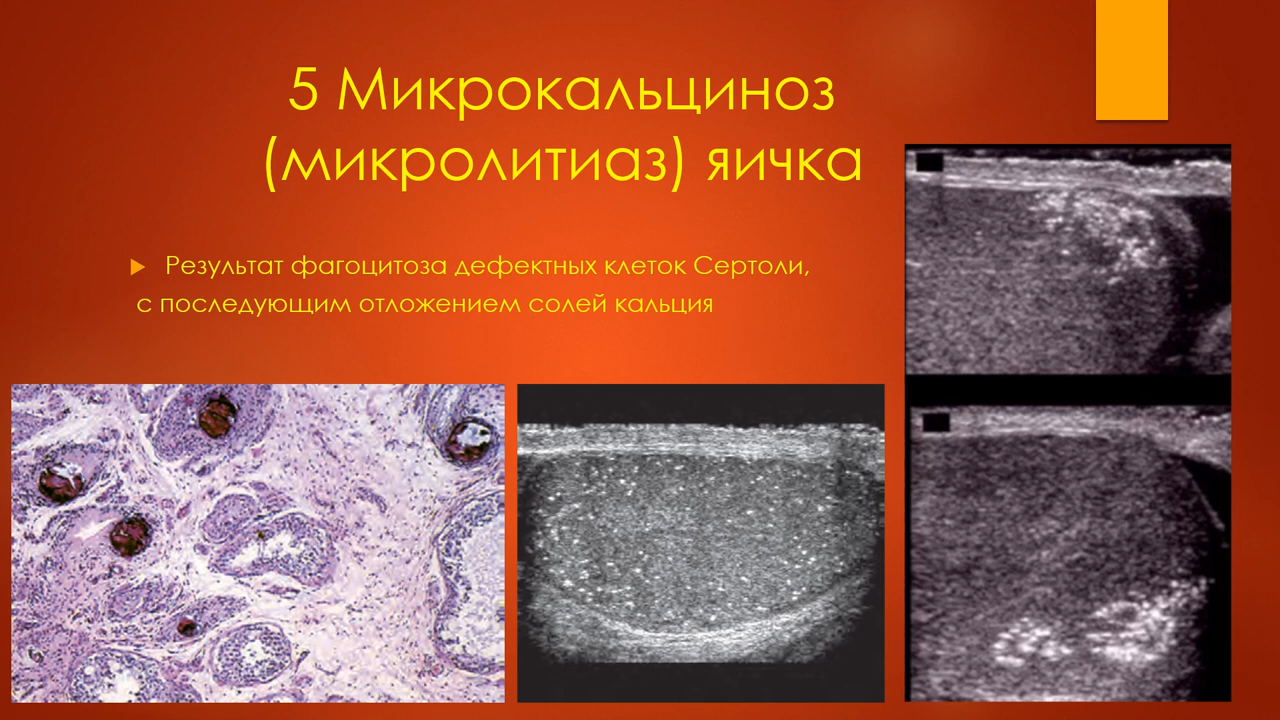 5 Микрокальциноз
(микролитиаз) яичка
Результат фагоцитоза дефектных клеток Сертоли,
с последующим отложением солей кальция